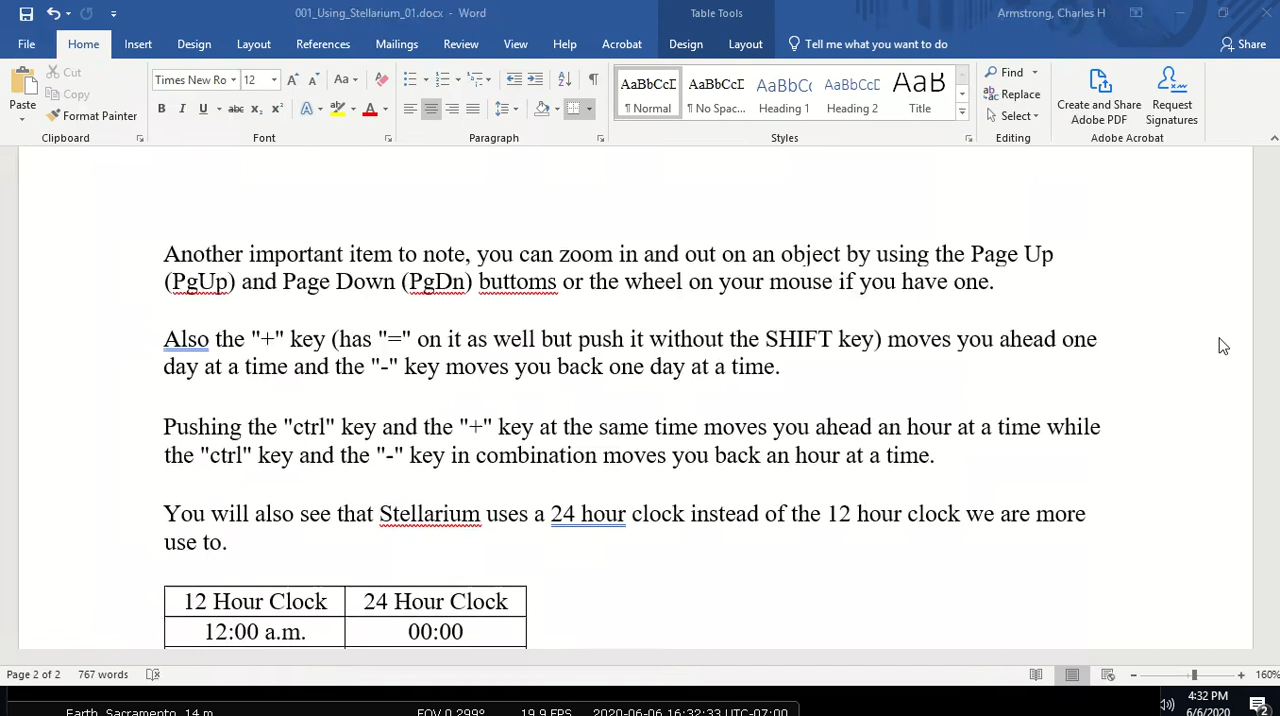 001_Using_Stellarium_01.docx - Word
Table Tools
Armstrong, Charles H
File Home Insert Design Layout References Mailings Review View Help Acrobat Design Layout Tell me what you want to do Share
Paste
Cut
Copy
Format Painter
Times New Ro 12
AaBbCcDc AaBbCcDc AaBbCcDc AaBbCcD AaB
¶ Normal ¶ No Spac... Heading 1 Heading 2 Title
Find
Replace
Select
Create and Share
Adobe PDF
Request
Signatures
Clipboard Font Paragraph Styles Editing Adobe Acrobat
Another important item to note, you can zoom in and out on an object by using the Page Up
(PgUp) and Page Down (PgDn) buttoms or the wheel on your mouse if you have one.
Also the "+" key (has "=" on it as well but push it without the SHIFT key) moves you ahead one
day at a time and the "-" key moves you back one day at a time.
Pushing the "ctrl" key and the "+" key at the same time moves you ahead an hour at a time while
the "ctrl" key and the "-" key in combination moves you back an hour at a time.
You will also see that Stellarium uses a 24 hour clock instead of the 12 hour clock we are more
use to.
12 Hour Clock 24 Hour Clock
12:00 a.m. 00:00
Page 2 of 2 767 words 160%
Earth, Sacramento, 14 m FOV 0.299° 19.9 FPS 2020-06-06 16:32:33 UTC-07:00
4:32 PM
6/6/2020
2